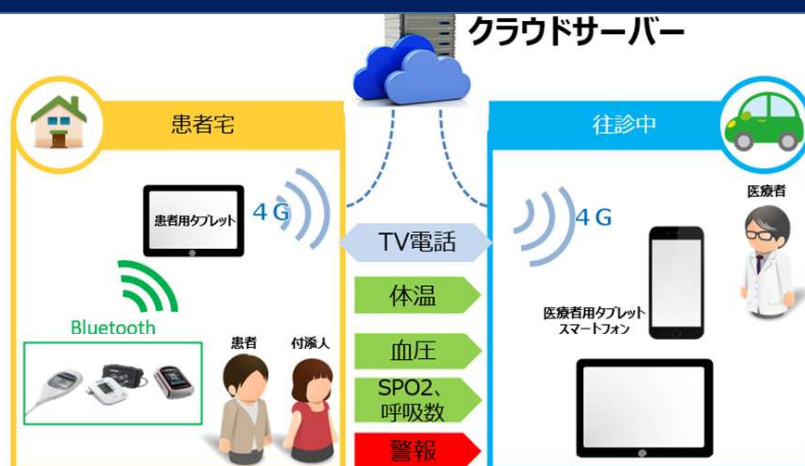 クラウドサーバー
患者宅
往診中
医療者
患者用タブレット
4G
4G
TV電話
体温
医療者用タブレット
スマートフォン
Bluetooth
患者
付添人
血圧
SPO2、
呼吸数
警報